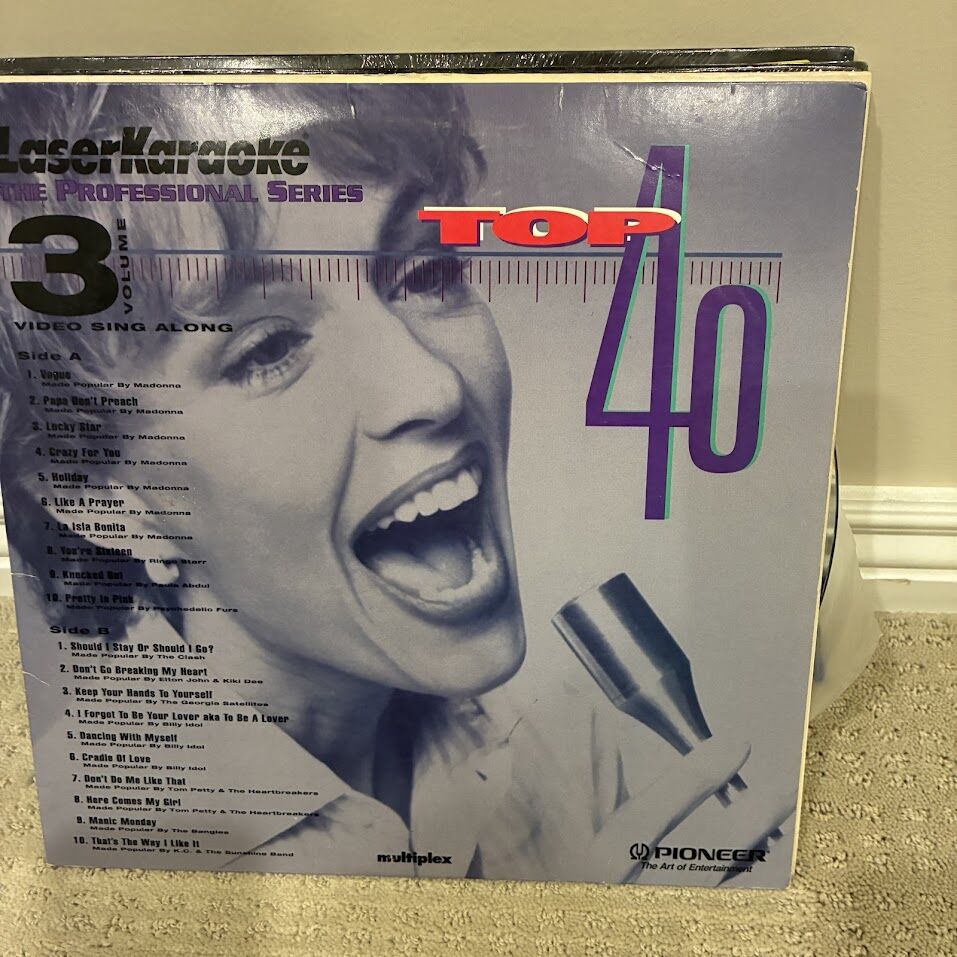 LaserKaraoke
THE PROFESSIONAL SERIES
TOP
40
3
VOLUME
VIDEO SING ALONG
Side A
1. Vogue
Made Popular By Madonna
2. Papa Don't Preach
Made Popular By Madonna
3. Lucky Star
Made Popular By Madonna
4. Crazy For You
Made Popular By Madonna
5. Holiday
Made Popular By Madonna
6. Like A Prayer
Made Popular By Madonna
7. La Isla Bonita
Made Popular By Madonna
8. You're Sixteen
Made Popular By Ringo Starr
9. Knocked Out
Made Popular By Paula Abdul
10. Pretty In Pink
Made Popular By Psychedelic Furs
Side B
1. Should I Stay Or Should I Go?
Made Popular By The Clash
2. Don't Go Breaking My Heart
Made Popular By Elton John & Kiki Dee
3. Keep Your Hands To Yourself
Made Popular By The Georgia Satellites
4. I Forgot To Be Your Lover aka To Be A Lover
Made Popular By Billy Idol
5. Dancing With Myself
Made Popular By Billy Idol
6. Cradle Of Love
Made Popular By Billy Idol
7. Don't Do Me Like That
Made Popular By Tom Petty & The Heartbreakers
8. Here Comes My Girl
Made Popular By Tom Petty & The Heartbreakers
9. Manic Monday
Made Popular By The Bangles
10. That's The Way I Like It
Made Popular By K.C. & The Sunshine Band
multiplex
PIONEER
The Art of Entertainment